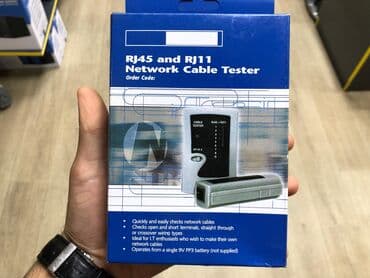 RJ45 and RJ11
Network Cable Tester
Order Code:
CABLE
TESTER
• Quickly and easily checks network cables
• Checks open and short terminals, straight through
or crossover wiring types
• Ideal for I.T enthusiasts who wish to make their own
network cables
• Operates from a single 9V PP3 battery (not supplied)